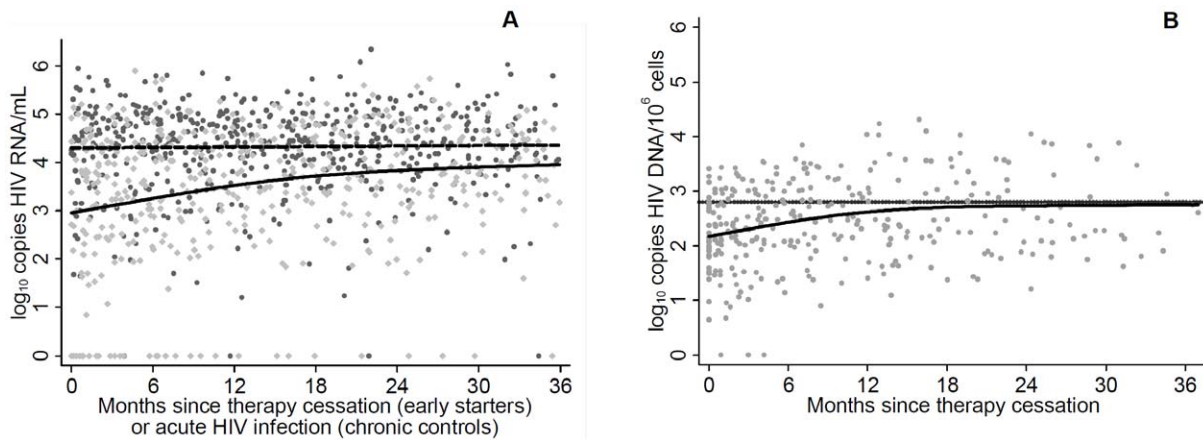 A
log₁₀ copies HIV RNA/mL
6
5
4
3
2
1
0
0 6 12 18 24 30 36
Months since therapy cessation (early starters)
or acute HIV infection (chronic controls)
B
log₁₀ copies HIV DNA/10⁶ cells
6
5
4
3
2
1
0
0 6 12 18 24 30 36
Months since therapy cessation